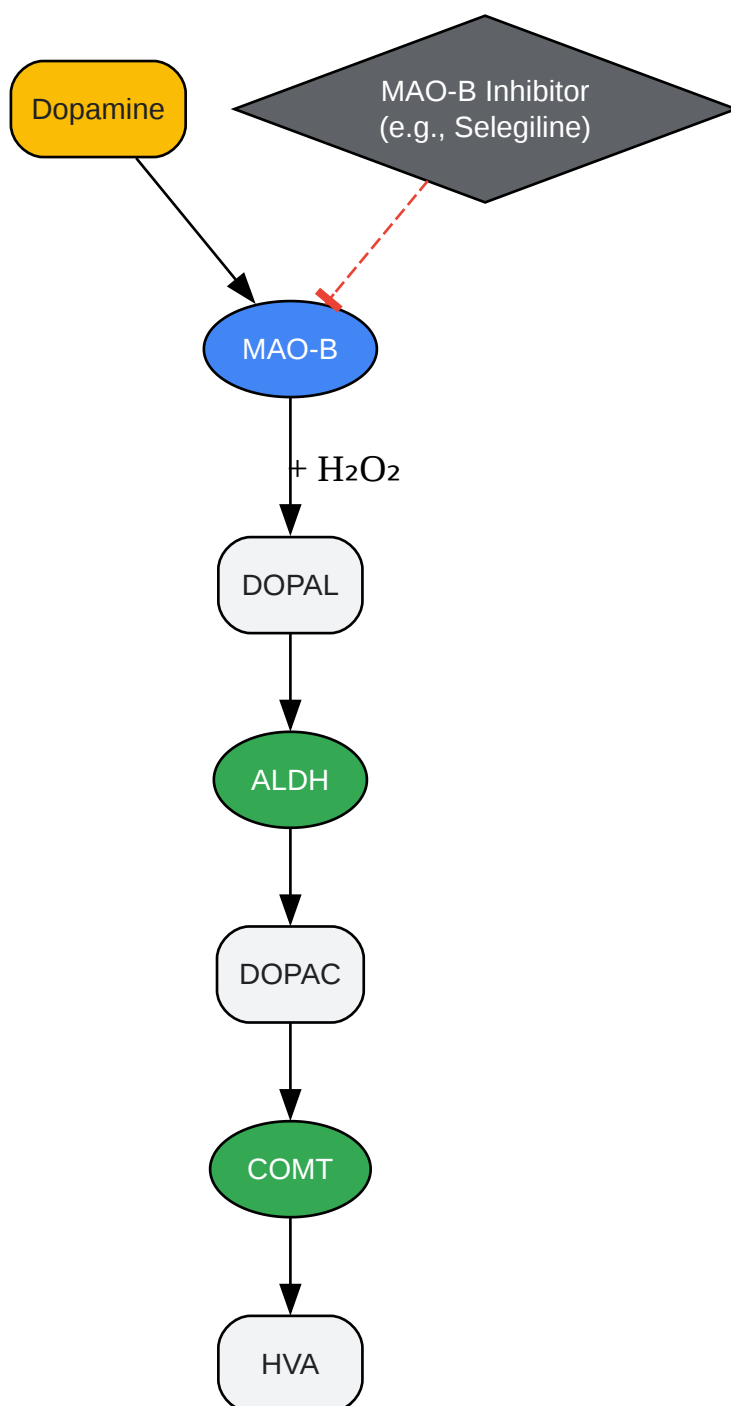 Dopamine
MAO-B Inhibitor
(e.g., Selegiline)
MAO-B
+ H₂O₂
DOPAL
ALDH
DOPAC
COMT
HVA